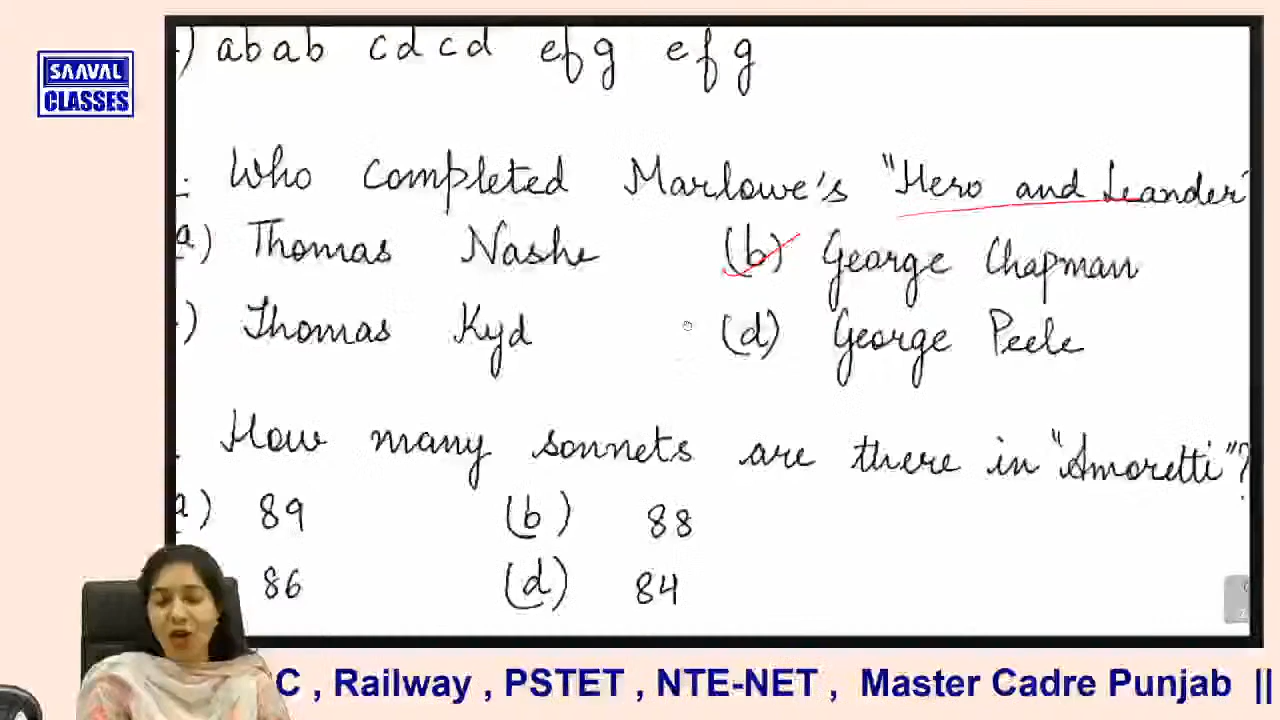 SAAVAL
CLASSES
) abab cdcd efg efg
Who completed Marlowe's "Hero and Leander"
a) Thomas Nashe (b) George Chapman
) Thomas Kyd (d) George Peele
How many sonnets are there in "Amoretti"?
a) 89 (b) 88
86 (d) 84
C , Railway , PSTET , NTE-NET , Master Cadre Punjab ||